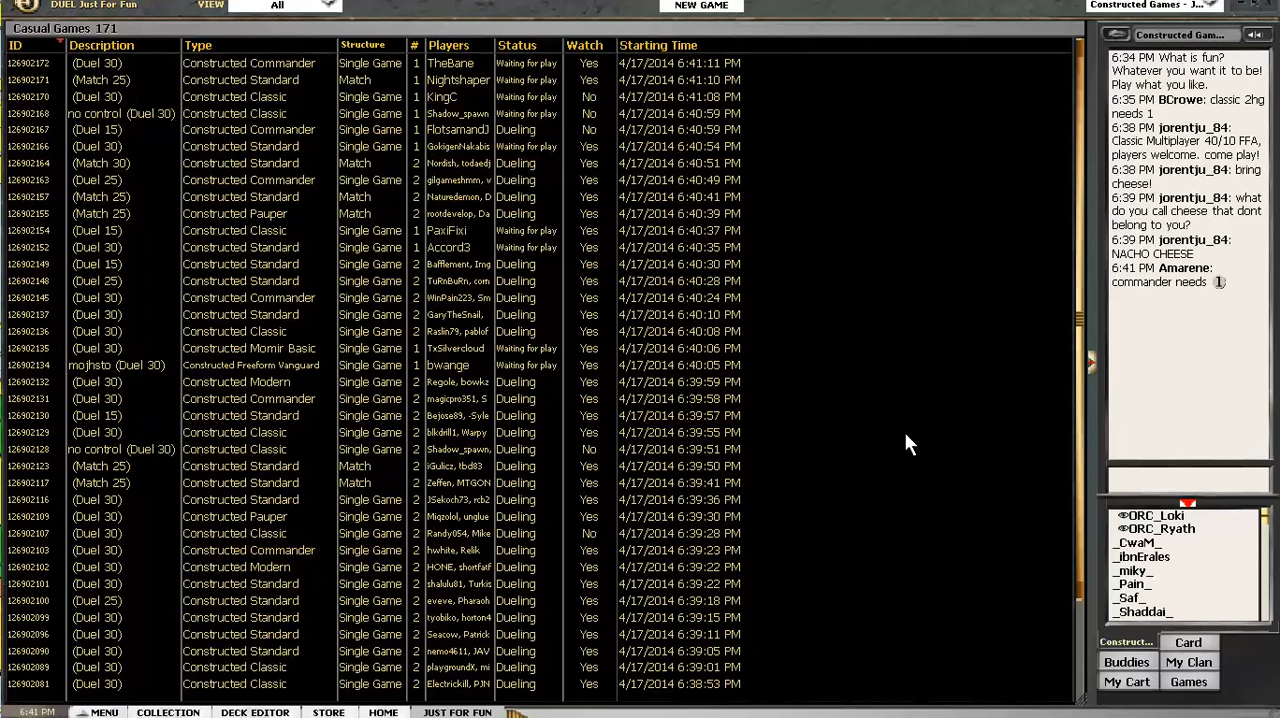 DUEL Just For Fun VIEW All NEW GAME Constructed Games - J...
Casual Games 171
ID Description Type Structure # Players Status Watch Starting Time
126902172 (Duel 30) Constructed Commander Single Game 1 TheBane Waiting for play Yes 4/17/2014 6:41:11 PM
126902171 (Match 25) Constructed Standard Match 1 Nightshaper Waiting for play Yes 4/17/2014 6:41:10 PM
126902170 (Duel 30) Constructed Classic Single Game 1 KingC Waiting for play No 4/17/2014 6:41:08 PM
126902168 no control (Duel 30) Constructed Classic Single Game 1 Shadow_spawn Waiting for play No 4/17/2014 6:40:59 PM
126902167 (Duel 15) Constructed Commander Single Game 1 FlotsamandJ Dueling No 4/17/2014 6:40:59 PM
126902166 (Duel 30) Constructed Standard Single Game 1 GokigenNakabis Waiting for play Yes 4/17/2014 6:40:54 PM
126902164 (Match 30) Constructed Standard Match 2 Nordish, todaedj Dueling Yes 4/17/2014 6:40:51 PM
126902163 (Duel 25) Constructed Commander Single Game 2 gilgameshmm, v Dueling Yes 4/17/2014 6:40:49 PM
126902157 (Match 25) Constructed Standard Match 2 Naturedemon, D Dueling Yes 4/17/2014 6:40:41 PM
126902155 (Match 25) Constructed Pauper Match 2 rootdevelop, Da Dueling Yes 4/17/2014 6:40:39 PM
126902154 (Duel 15) Constructed Classic Single Game 1 PaxiFixi Waiting for play Yes 4/17/2014 6:40:37 PM
126902152 (Duel 30) Constructed Standard Single Game 1 Accord3 Waiting for play Yes 4/17/2014 6:40:35 PM
126902149 (Duel 15) Constructed Standard Single Game 2 Bafflement, Img Dueling Yes 4/17/2014 6:40:30 PM
126902148 (Duel 25) Constructed Standard Single Game 2 TuRnBuRn, com Dueling Yes 4/17/2014 6:40:28 PM
126902145 (Duel 30) Constructed Commander Single Game 2 WinPain223, Sm Dueling Yes 4/17/2014 6:40:24 PM
126902137 (Duel 30) Constructed Standard Single Game 2 GaryTheSnail, Dueling Yes 4/17/2014 6:40:10 PM
126902136 (Duel 30) Constructed Classic Single Game 2 Raslin79, pablof Dueling Yes 4/17/2014 6:40:08 PM
126902135 (Duel 30) Constructed Momir Basic Single Game 1 TxSilvercloud Waiting for play Yes 4/17/2014 6:40:06 PM
126902134 mojhsto (Duel 30) Constructed Freeform Vanguard Single Game 1 bwange Waiting for play Yes 4/17/2014 6:40:05 PM
126902132 (Duel 30) Constructed Modern Single Game 2 Regole, bowkz Dueling Yes 4/17/2014 6:39:59 PM
126902131 (Duel 30) Constructed Commander Single Game 2 magicpro351, S Dueling Yes 4/17/2014 6:39:58 PM
126902130 (Duel 15) Constructed Standard Single Game 2 Bejose89, -Syle Dueling Yes 4/17/2014 6:39:57 PM
126902129 (Duel 30) Constructed Classic Single Game 2 blkdrill1, Warpy Dueling Yes 4/17/2014 6:39:55 PM
126902128 no control (Duel 30) Constructed Classic Single Game 2 Shadow_spawn, Dueling No 4/17/2014 6:39:51 PM
126902123 (Match 25) Constructed Standard Match 2 iGulicz, tbd83 Dueling Yes 4/17/2014 6:39:50 PM
126902117 (Match 25) Constructed Standard Match 2 Zeffen, MTGON Dueling Yes 4/17/2014 6:39:41 PM
126902116 (Duel 30) Constructed Standard Single Game 2 JSekoch73, rcb2 Dueling Yes 4/17/2014 6:39:36 PM
126902109 (Duel 30) Constructed Pauper Single Game 2 Miqzolol, unglue Dueling Yes 4/17/2014 6:39:30 PM
126902107 (Duel 30) Constructed Classic Single Game 2 Randy054, Mike Dueling No 4/17/2014 6:39:28 PM
126902103 (Duel 30) Constructed Commander Single Game 2 hwhite, Relik Dueling Yes 4/17/2014 6:39:23 PM
126902102 (Duel 30) Constructed Modern Single Game 2 HONE, shortfatf Dueling Yes 4/17/2014 6:39:22 PM
126902101 (Duel 30) Constructed Standard Single Game 2 shalulu81, Turkis Dueling Yes 4/17/2014 6:39:22 PM
126902100 (Duel 25) Constructed Standard Single Game 2 eveve, Pharaoh Dueling Yes 4/17/2014 6:39:18 PM
126902099 (Duel 30) Constructed Standard Single Game 2 tyobiko, horton4 Dueling Yes 4/17/2014 6:39:15 PM
126902096 (Duel 30) Constructed Standard Single Game 2 Seacow, Patrick Dueling Yes 4/17/2014 6:39:11 PM
126902090 (Duel 30) Constructed Standard Single Game 2 nemo4611, JAV Dueling Yes 4/17/2014 6:39:05 PM
126902089 (Duel 30) Constructed Classic Single Game 2 playgroundX, mi Dueling Yes 4/17/2014 6:39:01 PM
126902081 (Duel 30) Constructed Classic Single Game 2 Electrickill, PJN Dueling Yes 4/17/2014 6:38:53 PM
Constructed Gam...
6:34 PM What is fun?
Whatever you want it to be!
Play what you like.
6:35 PM BCrowe: classic 2hg
needs 1
6:38 PM jorentju_84:
Classic Multiplayer 40/10 FFA,
players welcome. come play!
6:38 PM jorentju_84: bring
cheese!
6:39 PM jorentju_84: what
do you call cheese that dont
belong to you?
6:39 PM jorentju_84:
NACHO CHEESE
6:41 PM Amarene:
commander needs 1
ORC_Loki
ORC_Ryath
_CwaM_
_ibnErales
_miky_
_Pain_
_Saf_
_Shaddai_
Construct... Card
Buddies My Clan
My Cart Games
6:41 PM MENU COLLECTION DECK EDITOR STORE HOME JUST FOR FUN